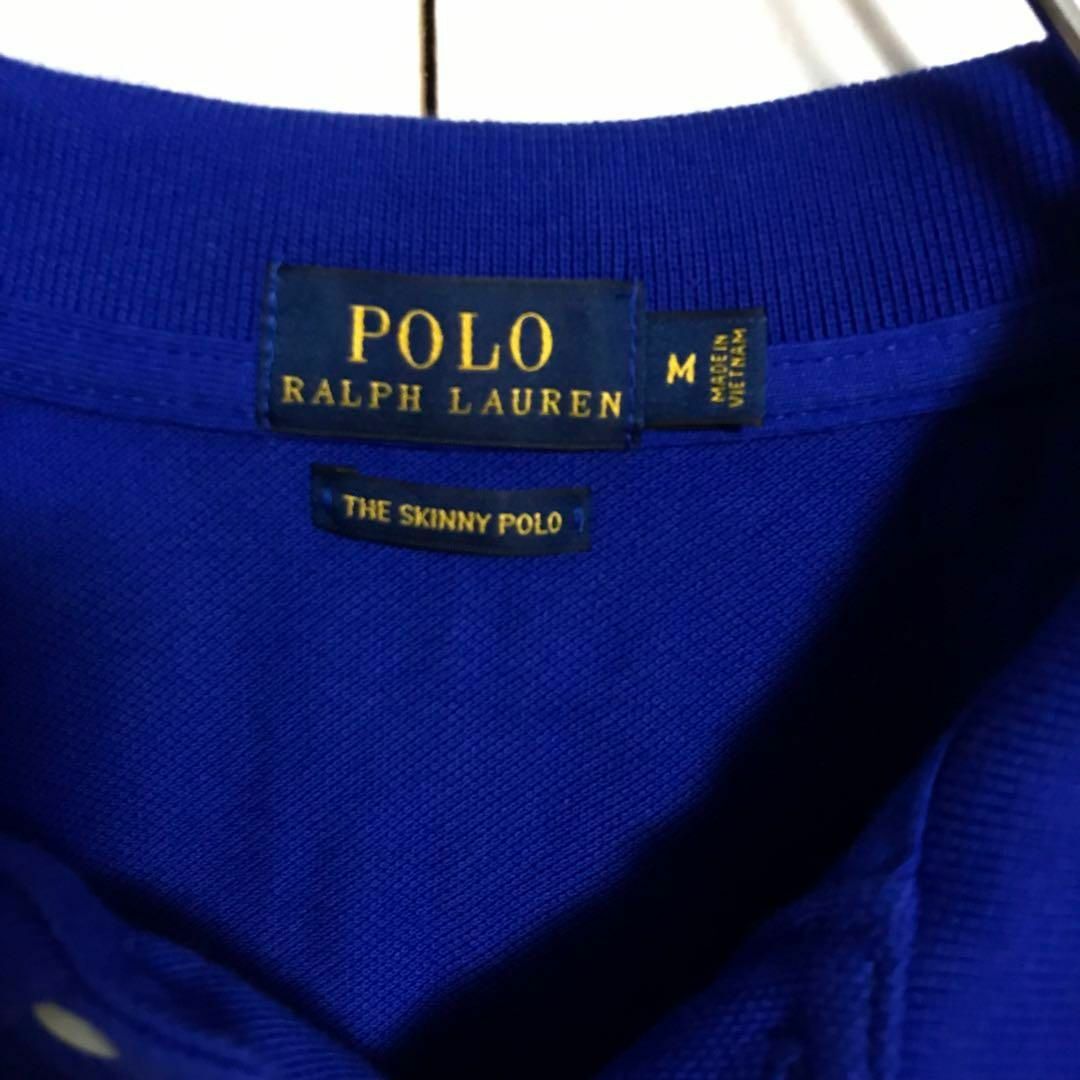 POLO
RALPH LAUREN
M
MADE IN
VIETNAM
THE SKINNY POLO